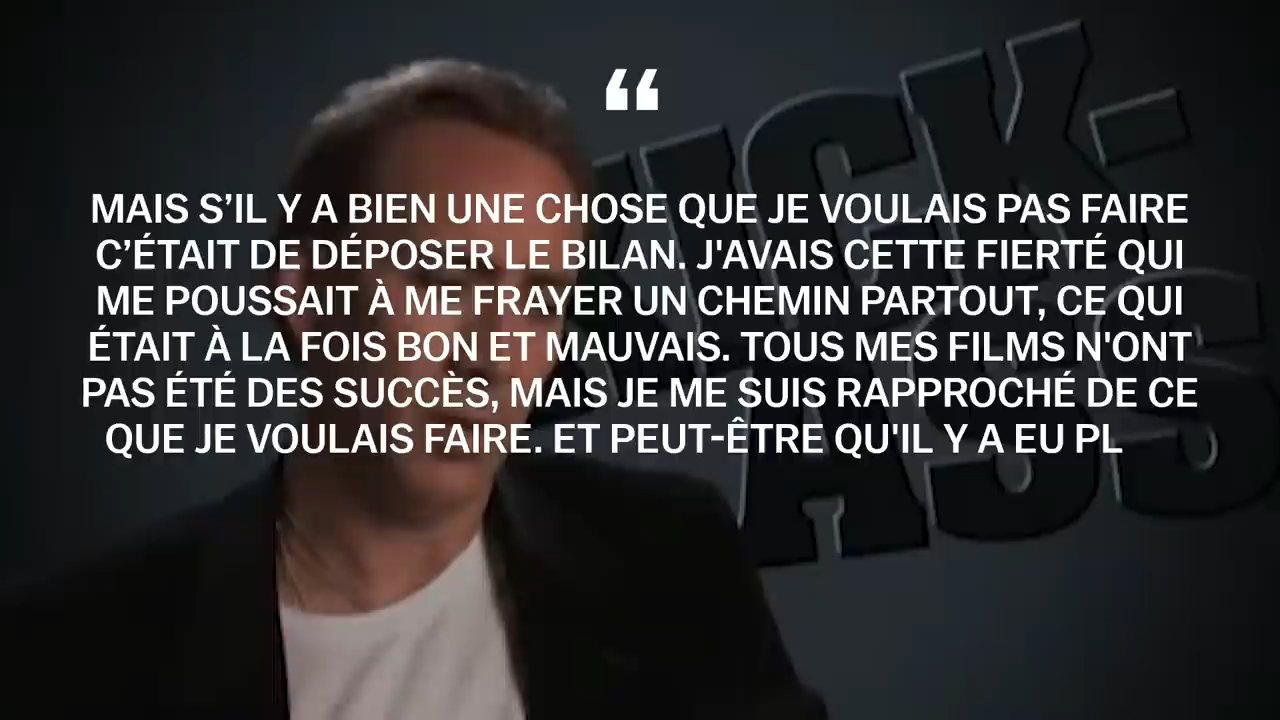 “
MAIS S’IL Y A BIEN UNE CHOSE QUE JE VOULAIS PAS FAIRE
C’ÉTAIT DE DÉPOSER LE BILAN. J'AVAIS CETTE FIERTÉ QUI
ME POUSSAIT À ME FRAYER UN CHEMIN PARTOUT, CE QUI
ÉTAIT À LA FOIS BON ET MAUVAIS. TOUS MES FILMS N'ONT
PAS ÉTÉ DES SUCCÈS, MAIS JE ME SUIS RAPPROCHÉ DE CE
QUE JE VOULAIS FAIRE. ET PEUT-ÊTRE QU'IL Y A EU PL
KICK-
ASS